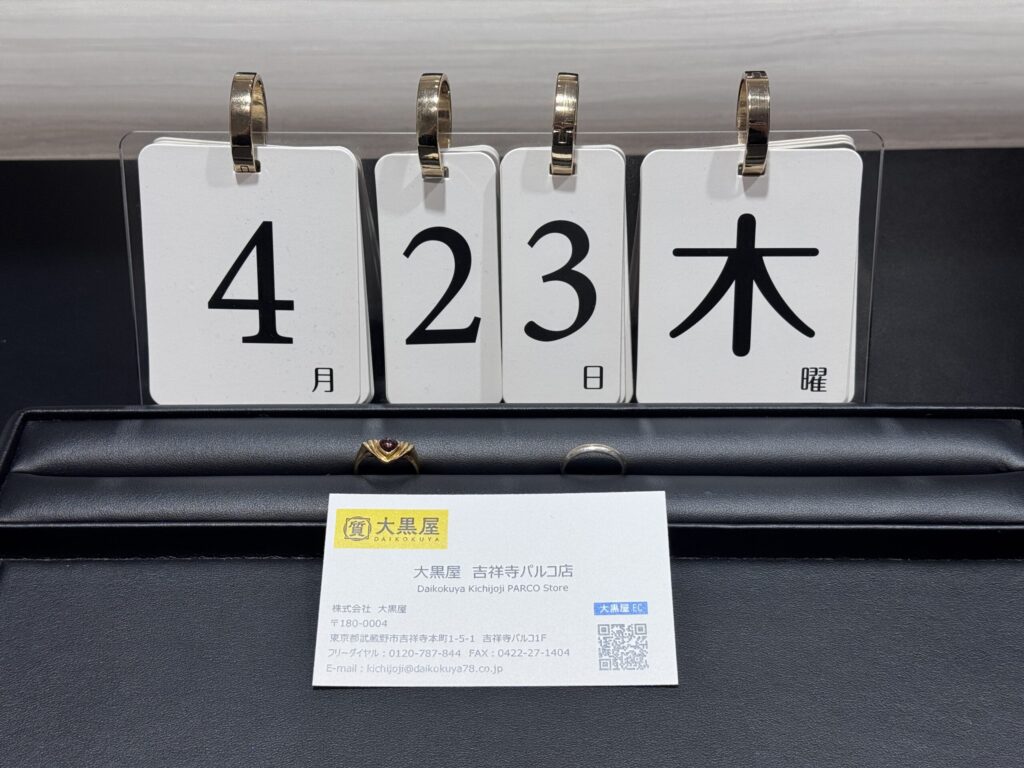 4月 23日 木曜
質 大黒屋
DAIKOKUYA
大黒屋 吉祥寺パルコ店
Daikokuya Kichijoji PARCO Store
株式会社 大黒屋
〒180-0004
東京都武蔵野市吉祥寺本町1-5-1 吉祥寺パルコ1F
フリーダイヤル：0120-787-844 FAX：0422-27-1404
E-mail：kichijoji@daikokuya78.co.jp
大黒屋 EC